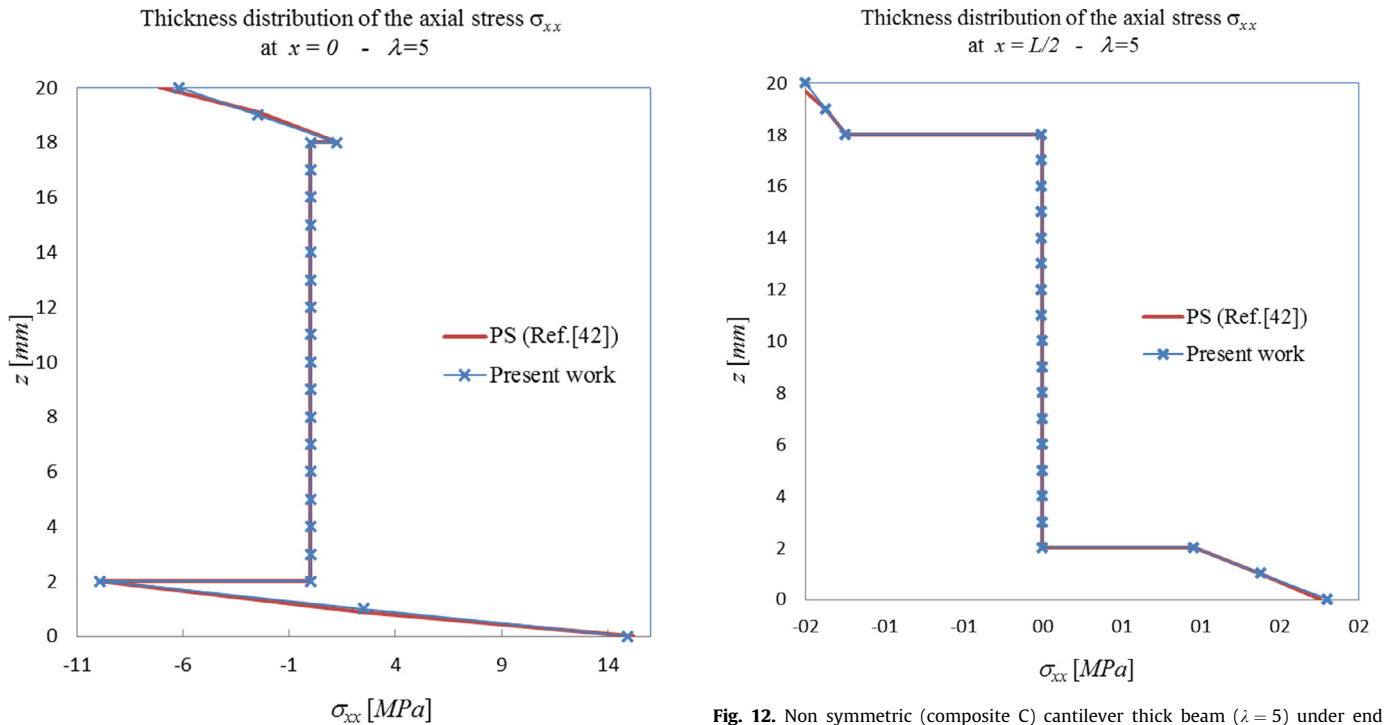 Thickness distribution of the axial stress σxx
at x = 0 - λ=5
20
18
16
14
12
10
8
6
4
2
0
z [mm]
PS (Ref.[42])
Present work
-11 -6 -1 4 9 14
σxx [MPa]
Thickness distribution of the axial stress σxx
at x = L/2 - λ=5
20
18
16
14
12
10
8
6
4
2
0
z [mm]
PS (Ref.[42])
Present work
-02 -01 -01 00 01 01 02 02
σxx [MPa]
Fig. 12. Non symmetric (composite C) cantilever thick beam (λ = 5) under end